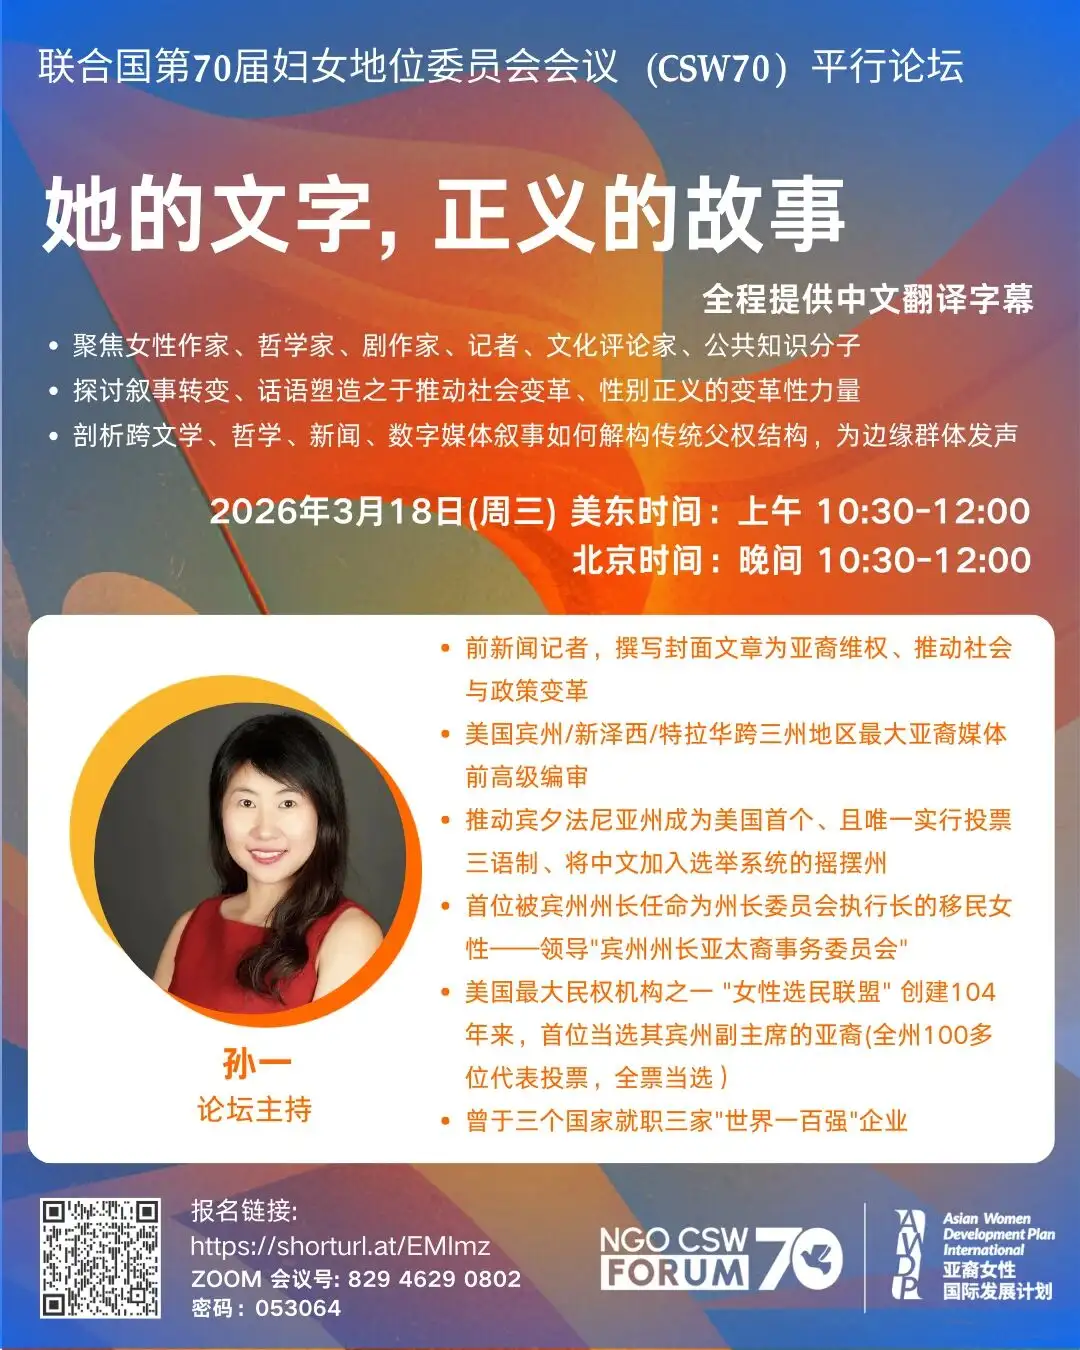 联合国第70届妇女地位委员会会议（CSW70）平行论坛
她的文字, 正义的故事
全程提供中文翻译字幕
• 聚焦女性作家、哲学家、剧作家、记者、文化评论家、公共知识分子
• 探讨叙事转变、话语塑造之于推动社会变革、性别正义的变革性力量
• 剖析跨文学、哲学、新闻、数字媒体叙事如何解构传统父权结构，为边缘群体发声
2026年3月18日(周三) 美东时间：上午 10:30-12:00
北京时间：晚间 10:30-12:00
• 前新闻记者，撰写封面文章为亚裔维权、推动社会
与政策变革
• 美国宾州/新泽西/特拉华跨三州地区最大亚裔媒体
前高级编审
• 推动宾夕法尼亚州成为美国首个、且唯一实行投票
三语制、将中文加入选举系统的摇摆州
• 首位被宾州州长任命为州长委员会执行长的移民女
性——领导"宾州州长亚太裔事务委员会"
• 美国最大民权机构之一 "女性选民联盟" 创建104
年来，首位当选其宾州副主席的亚裔(全州100多
位代表投票，全票当选）
• 曾于三个国家就职三家"世界一百强"企业
孙一
论坛主持
报名链接:
https://shorturl.at/EMImz
ZOOM 会议号: 829 4629 0802
密码：053064
NGO CSW
FORUM 70
AWDP
Asian Women
Development Plan
International
亚裔女性
国际发展计划